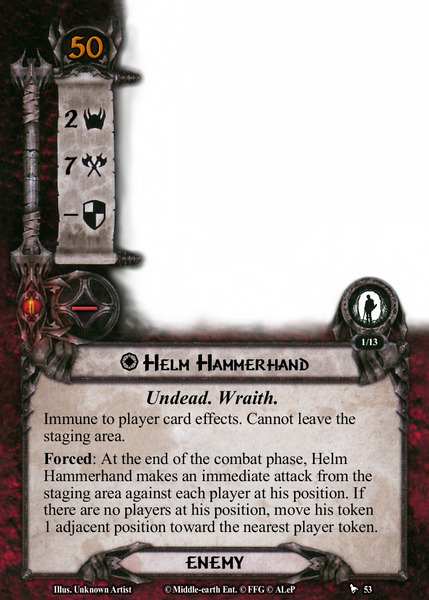 50
2
7
–
–
1/13
Helm Hammerhand
Undead. Wraith.
Immune to player card effects. Cannot leave the
staging area.
Forced: At the end of the combat phase, Helm
Hammerhand makes an immediate attack from the
staging area against each player at his position. If
there are no players at his position, move his token
1 adjacent position toward the nearest player token.
ENEMY
Illus. Unknown Artist © Middle-earth Ent. © FFG © ALeP 53